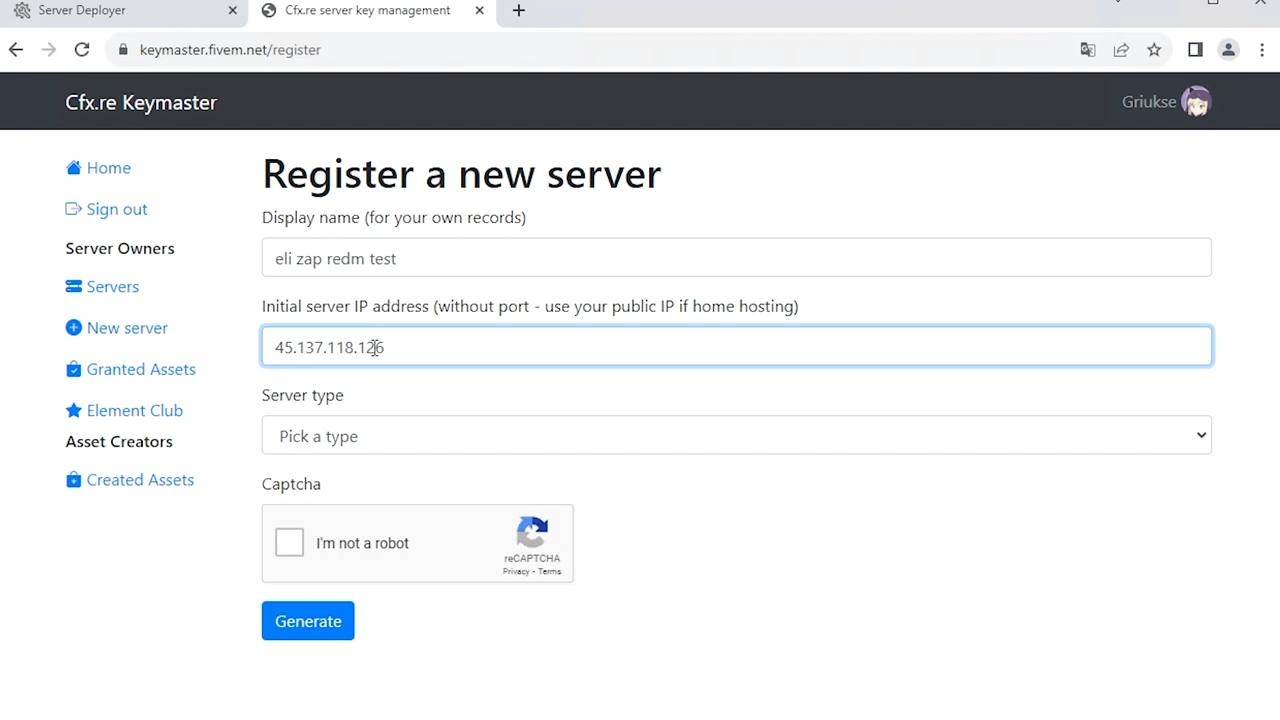 Server Deployer
Cfx.re server key management
keymaster.fivem.net/register
Cfx.re Keymaster
Griukse
Home
Sign out
Server Owners
Servers
New server
Granted Assets
Element Club
Asset Creators
Created Assets
Register a new server
Display name (for your own records)
eli zap redm test
Initial server IP address (without port - use your public IP if home hosting)
45.137.118.126
Server type
Pick a type
Captcha
I'm not a robot
reCAPTCHA
Privacy - Terms
Generate